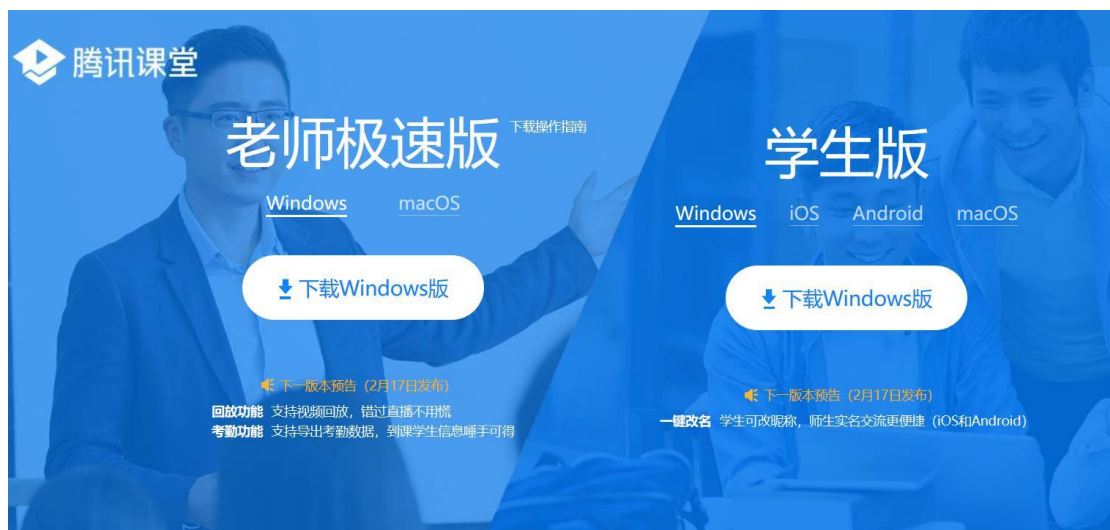 腾讯课堂
老师极速版
下载操作指南
Windows macOS
下载Windows版
下一版本预告（2月17日发布）
回放功能 支持视频回放，错过直播不用慌
考勤功能 支持导出考勤数据，到课学生信息唾手可得
学生版
Windows iOS Android macOS
下载Windows版
下一版本预告（2月17日发布）
一键改名 学生可改昵称，师生实名交流更便捷（iOS和Android）